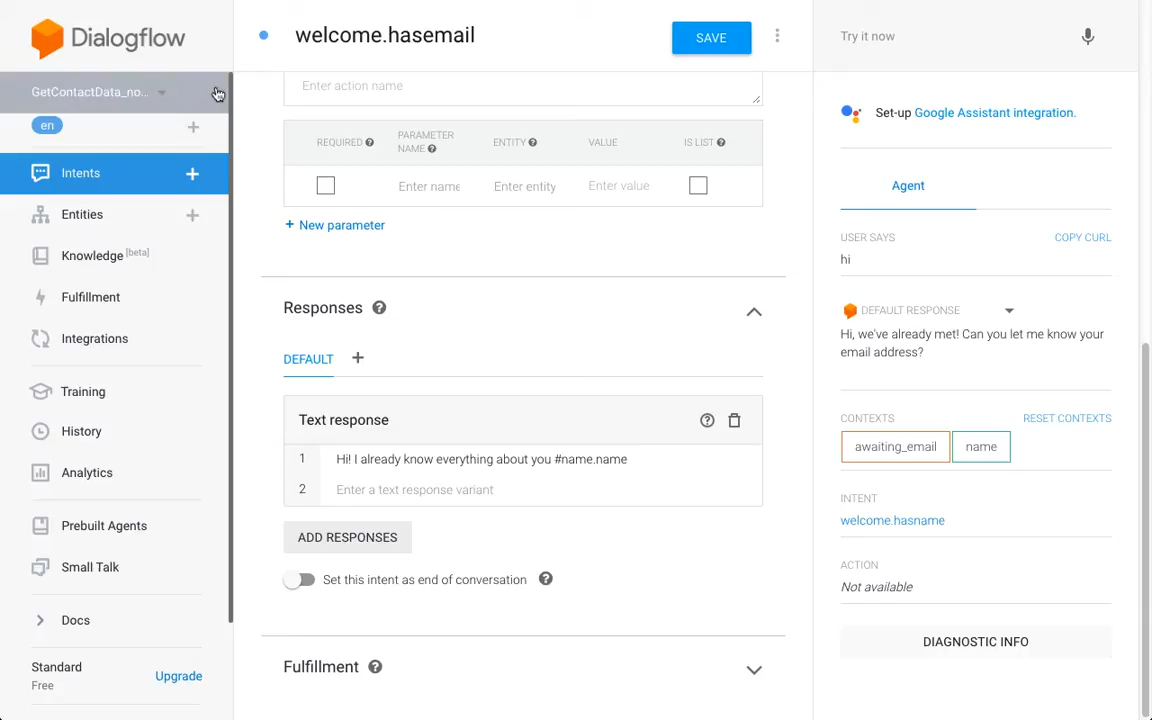 Dialogflow
GetContactData_no...
en
Intents
Entities
Knowledge [beta]
Fulfillment
Integrations
Training
History
Analytics
Prebuilt Agents
Small Talk
Docs
Standard
Free
Upgrade
welcome.hasemail
SAVE
Enter action name
REQUIRED
PARAMETER
NAME
ENTITY
VALUE
IS LIST
Enter name
Enter entity
Enter value
+ New parameter
Responses
DEFAULT
Text response
1 Hi! I already know everything about you #name.name
2 Enter a text response variant
ADD RESPONSES
Set this intent as end of conversation
Fulfillment
Try it now
Set-up Google Assistant integration.
Agent
USER SAYS
COPY CURL
hi
DEFAULT RESPONSE
Hi, we've already met! Can you let me know your
email address?
CONTEXTS
RESET CONTEXTS
awaiting_email
name
INTENT
welcome.hasname
ACTION
Not available
DIAGNOSTIC INFO